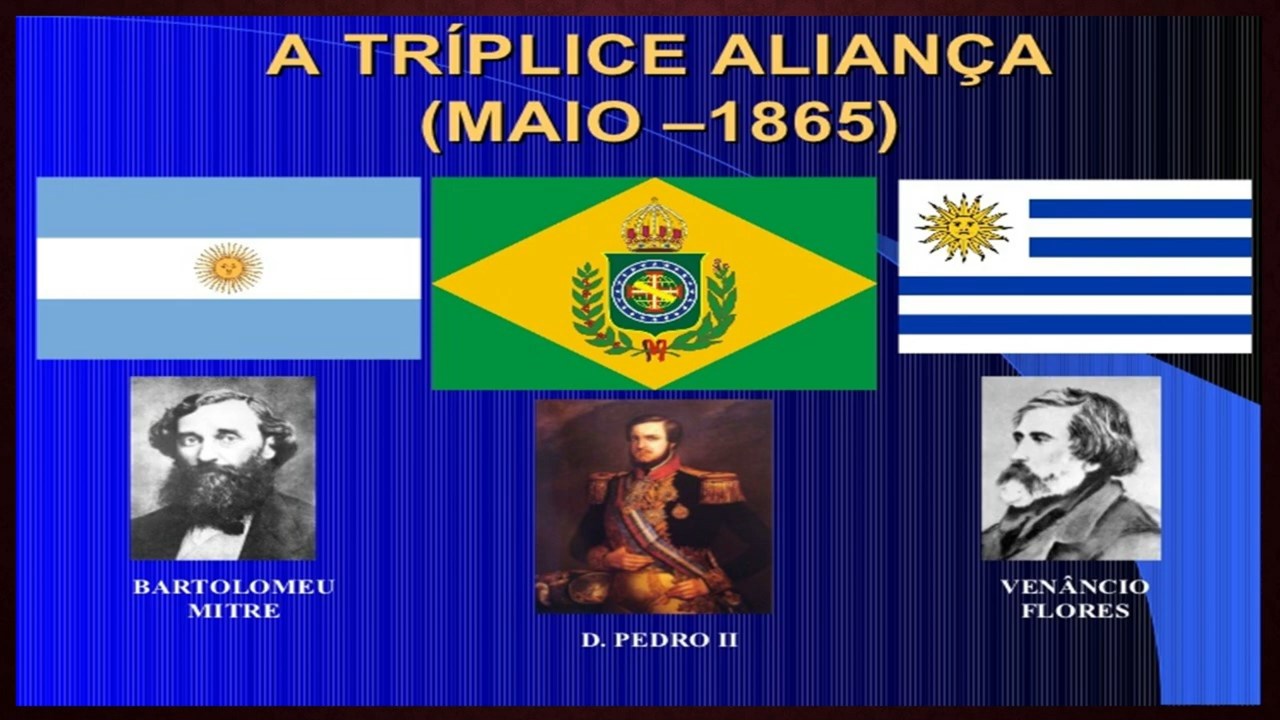 A TRÍPLICE ALIANÇA
(MAIO –1865)
BARTOLOMEU
MITRE
D. PEDRO II
VENÂNCIO
FLORES